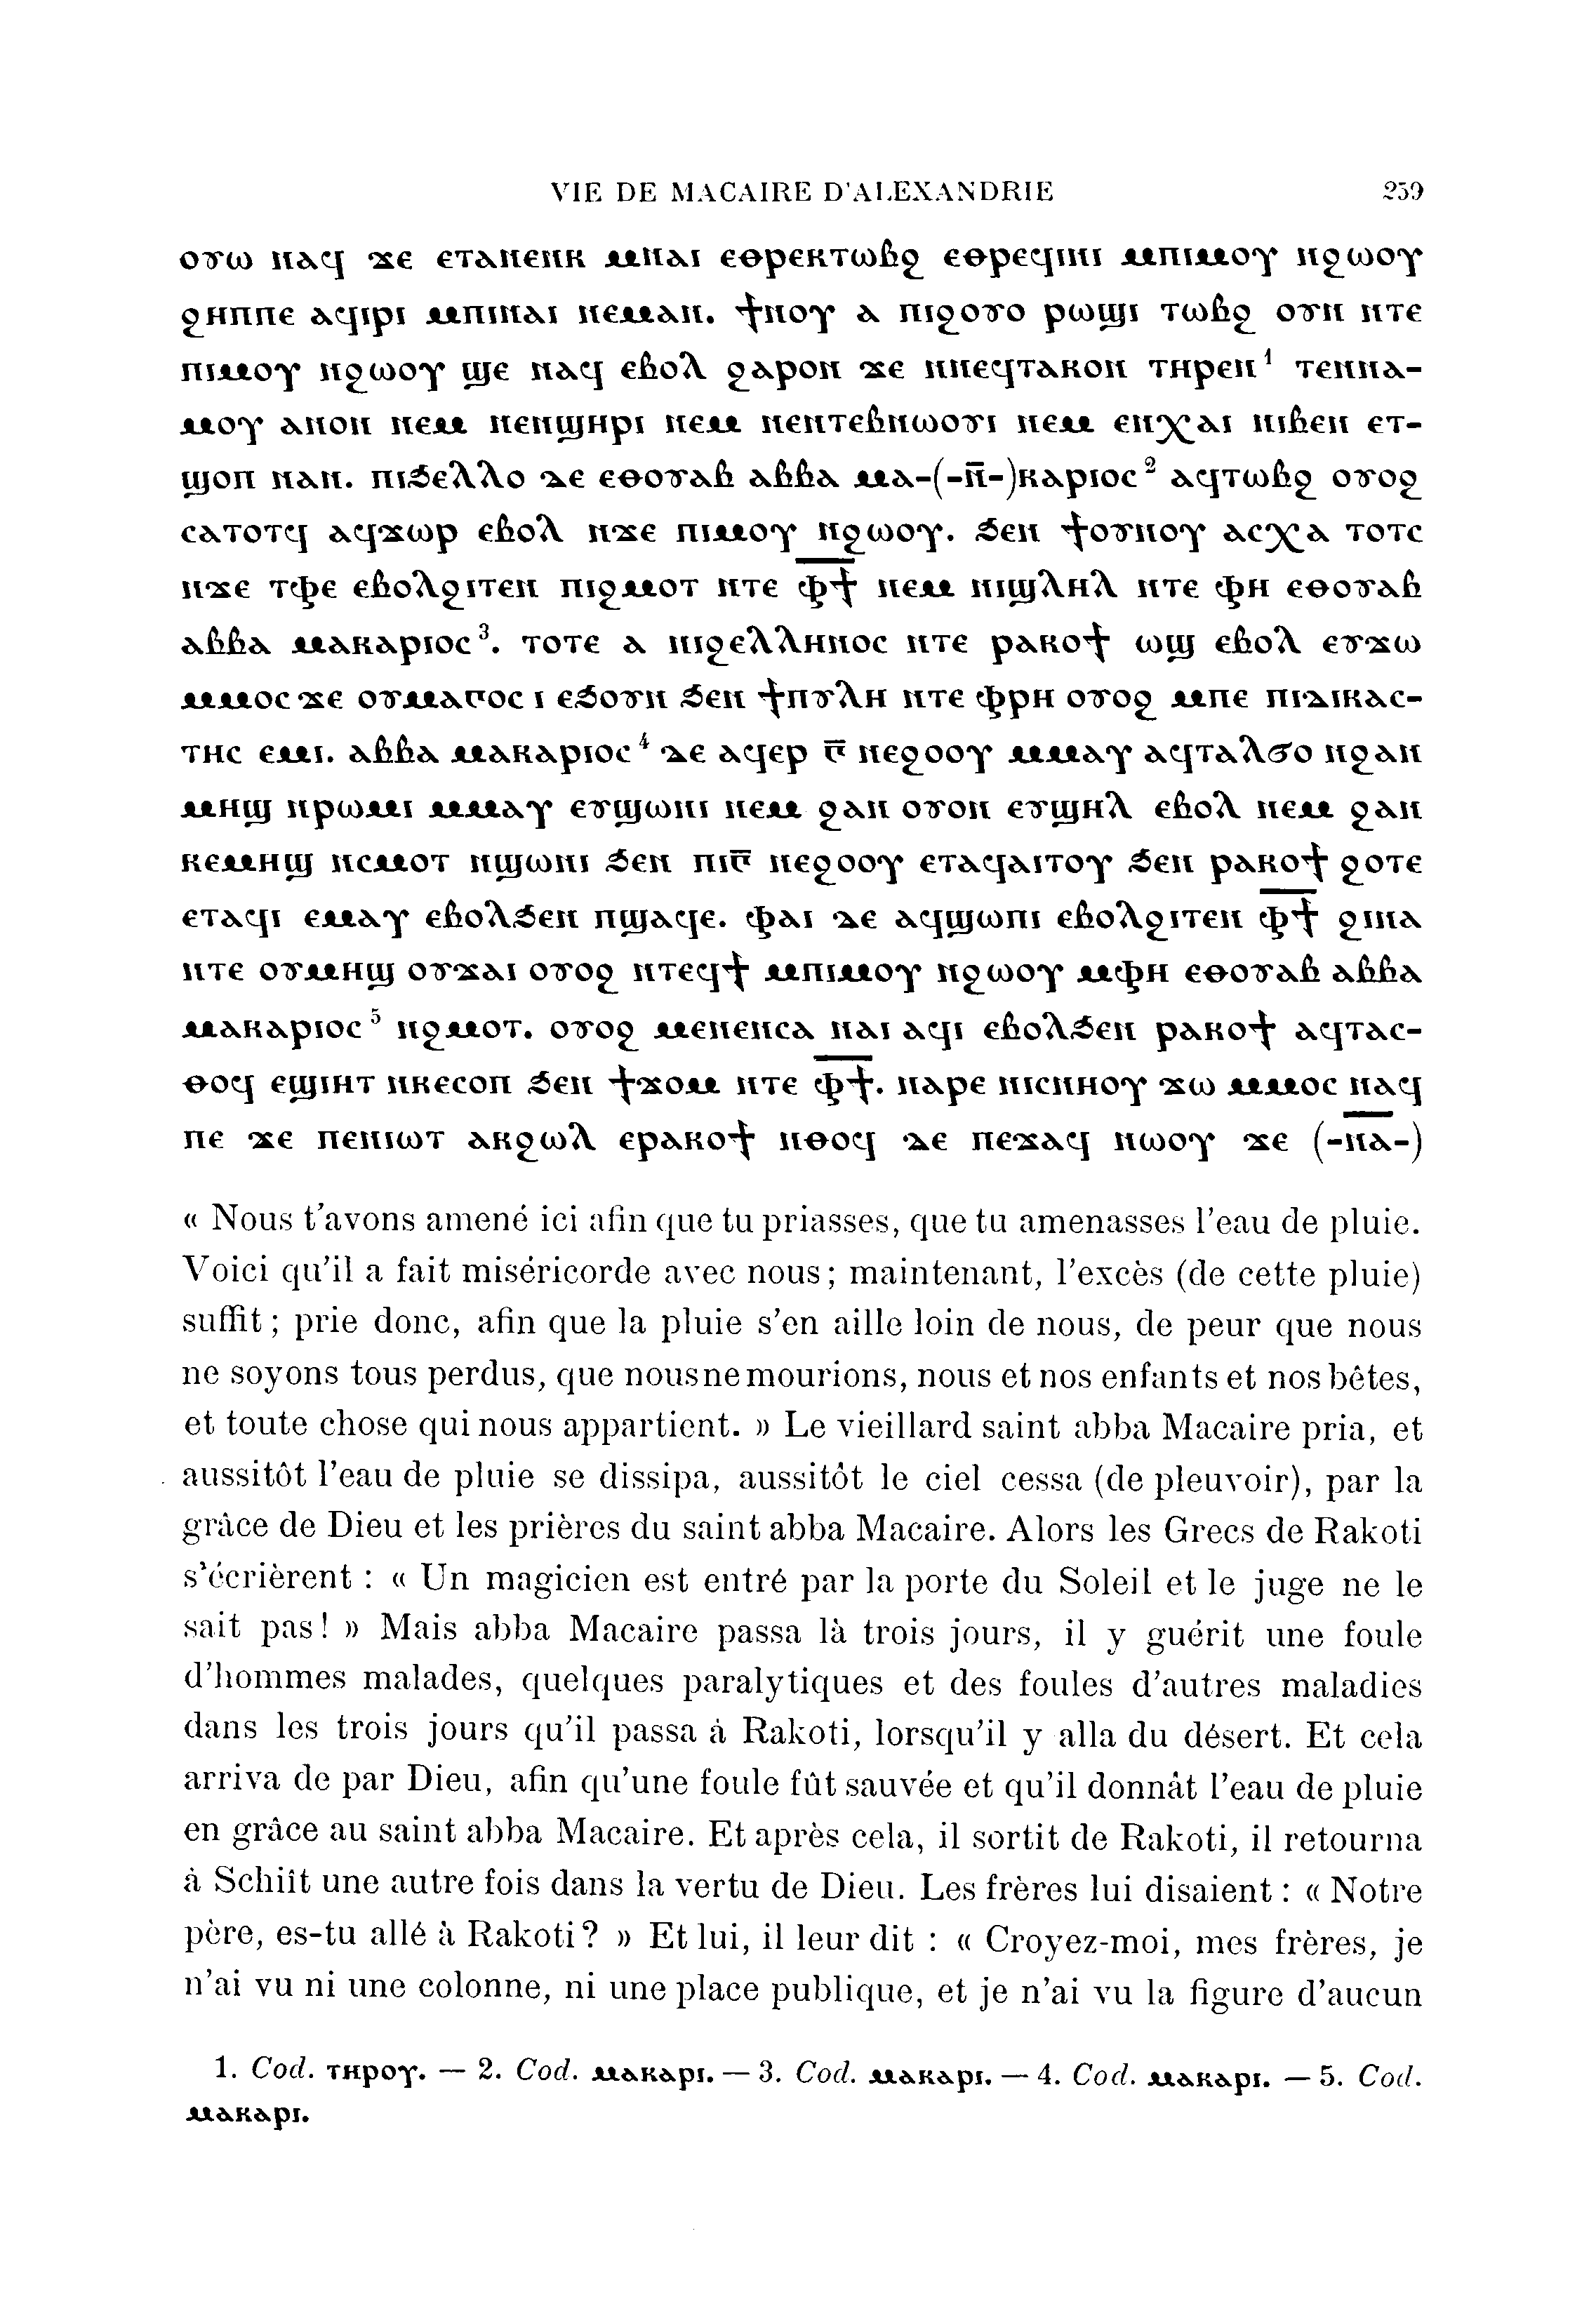 VIE DE MACAIRE D'ALEXANDRIE 259
ⲟⲩⲱ ⲛⲁϥ ϫⲉ ⲉⲧⲁⲛⲉⲛⲕ ⲙⲛⲁⲓ ⲉⲑⲣⲉⲕⲧⲱⲃϩ ⲉⲑⲣⲉϥⲓⲛⲓ ⲙⲡⲓⲙⲟⲩ ⲛϩⲱⲟⲩ
ϩⲏⲡⲡⲉ ⲁϥⲓⲣⲓ ⲙⲡⲓⲛⲁⲓ ⲛⲉⲙⲁⲛ. ϯⲛⲟⲩ ⲁ ⲡⲓϩⲟⲩⲟ ⲣⲱϣⲓ ⲧⲱⲃϩ ⲟⲩⲛ ⲛⲧⲉ
ⲡⲓⲙⲟⲩ ⲛϩⲱⲟⲩ ϣⲉ ⲛⲁϥ ⲉⲃⲟⲗ ϩⲁⲣⲟⲛ ϫⲉ ⲛⲛⲉϥⲧⲁⲕⲟⲛ ⲧⲏⲣⲉⲛ¹ ⲧⲉⲛⲛⲁ-
ⲙⲟⲩ ⲁⲛⲟⲛ ⲛⲉⲙ ⲛⲉⲛϣⲏⲣⲓ ⲛⲉⲙ ⲛⲉⲛⲧⲉⲃⲛⲱⲟⲩⲓ ⲛⲉⲙ ⲉⲛⲭⲁⲓ ⲛⲓⲃⲉⲛ ⲉⲧ-
ϣⲟⲡ ⲛⲁⲛ. ⲡⲓϧⲉⲗⲗⲟ ⲇⲉ ⲉⲑⲟⲩⲁⲃ ⲁⲃⲃⲁ ⲙⲁ-(-ⲛ̅-)ⲕⲁⲣⲓⲟⲥ² ⲁϥⲧⲱⲃϩ ⲟⲩⲟϩ
ⲥⲁⲧⲟⲧϥ ⲁϥϫⲱⲣ ⲉⲃⲟⲗ ⲛϫⲉ ⲡⲓⲙⲟⲩ ⲛϩⲱⲟⲩ. ϧⲉⲛ ϯⲟⲩⲛⲟⲩ ⲁⲥⲭⲁ ⲧⲟⲧⲥ
ⲛϫⲉ ⲧⲫⲉ ⲉⲃⲟⲗϩⲓⲧⲉⲛ ⲡⲓϩⲙⲟⲧ ⲛⲧⲉ ⲫ̅ϯ̅ ⲛⲉⲙ ⲛⲓϣⲗⲏⲗ ⲛⲧⲉ ⲫⲏ ⲉⲑⲟⲩⲁⲃ
ⲁⲃⲃⲁ ⲙⲁⲕⲁⲣⲓⲟⲥ³. ⲧⲟⲧⲉ ⲁ ⲛⲓϩⲉⲗⲗⲏⲛⲟⲥ ⲛⲧⲉ ⲣⲁⲕⲟϯ ⲱϣ ⲉⲃⲟⲗ ⲉⲩϫⲱ
ⲙⲙⲟⲥ ϫⲉ ⲟⲩⲙⲁⲅⲟⲥ ⲓ ⲉϧⲟⲩⲛ ϧⲉⲛ ϯⲡⲩⲗⲏ ⲛⲧⲉ ⲫⲣⲏ ⲟⲩⲟϩ ⲙⲡⲉ ⲡⲓⲇⲓⲕⲁⲥ-
ⲧⲏⲥ ⲉⲙⲓ. ⲁⲃⲃⲁ ⲙⲁⲕⲁⲣⲓⲟⲥ⁴ ⲇⲉ ⲁϥⲉⲣ ⲅ̅ ⲛⲉϩⲟⲟⲩ ⲙⲙⲁⲩ ⲁϥⲧⲁⲗϭⲟ ⲛϩⲁⲛ
ⲙⲏϣ ⲛⲣⲱⲙⲓ ⲙⲙⲁⲩ ⲉⲩϣⲱⲛⲓ ⲛⲉⲙ ϩⲁⲛ ⲟⲩⲟⲛ ⲉⲩϣⲏⲗ ⲉⲃⲟⲗ ⲛⲉⲙ ϩⲁⲛ
ⲕⲉⲙⲏϣ ⲛⲥⲙⲟⲧ ⲛϣⲱⲛⲓ ϧⲉⲛ ⲡⲓⲅ̅ ⲛⲉϩⲟⲟⲩ ⲉⲧⲁϥⲁⲓⲧⲟⲩ ϧⲉⲛ ⲣⲁⲕⲟϯ ϩⲟⲧⲉ
ⲉⲧⲁϥⲓ ⲉⲙⲁⲩ ⲉⲃⲟⲗϧⲉⲛ ⲡϣⲁϥⲉ. ⲫⲁⲓ ⲇⲉ ⲁϥϣⲱⲡⲓ ⲉⲃⲟⲗϩⲓⲧⲉⲛ ⲫ̅ϯ̅ ϩⲓⲛⲁ
ⲛⲧⲉ ⲟⲩⲙⲏϣ ⲟⲩϫⲁⲓ ⲟⲩⲟϩ ⲛⲧⲉϥϯ ⲙⲡⲓⲙⲟⲩ ⲛϩⲱⲟⲩ ⲙⲫⲏ ⲉⲑⲟⲩⲁⲃ ⲁⲃⲃⲁ
ⲙⲁⲕⲁⲣⲓⲟⲥ⁵ ⲛϩⲙⲟⲧ. ⲟⲩⲟϩ ⲙⲉⲛⲉⲛⲥⲁ ⲛⲁⲓ ⲁϥⲓ ⲉⲃⲟⲗϧⲉⲛ ⲣⲁⲕⲟϯ ⲁϥⲧⲁⲥ-
ⲑⲟϥ ⲉϣⲓⲏⲧ ⲛⲕⲉⲥⲟⲡ ϧⲉⲛ ϯϫⲟⲙ ⲛⲧⲉ ⲫ̅ϯ̅. ⲛⲁⲣⲉ ⲛⲓⲥⲛⲏⲟⲩ ϫⲱ ⲙⲙⲟⲥ ⲛⲁϥ
ⲡⲉ ϫⲉ ⲡⲉⲛⲓⲱⲧ ⲁⲕϩⲱⲗ ⲉⲣⲁⲕⲟϯ ⲛⲑⲟϥ ⲇⲉ ⲡⲉϫⲁϥ ⲛⲱⲟⲩ ϫⲉ (-ⲛ̅ⲁ̅-)
« Nous t'avons amené ici afin que tu priasses, que tu amenasses l'eau de pluie.
Voici qu'il a fait miséricorde avec nous ; maintenant, l'excès (de cette pluie)
suffit ; prie donc, afin que la pluie s'en aille loin de nous, de peur que nous
ne soyons tous perdus, que nous ne mourions, nous et nos enfants et nos bêtes,
et toute chose qui nous appartient. » Le vieillard saint abba Macaire pria, et
aussitôt l'eau de pluie se dissipa, aussitôt le ciel cessa (de pleuvoir), par la
grâce de Dieu et les prières du saint abba Macaire. Alors les Grecs de Rakoti
s'écrièrent : « Un magicien est entré par la porte du Soleil et le juge ne le
sait pas ! » Mais abba Macaire passa là trois jours, il y guérit une foule
d'hommes malades, quelques paralytiques et des foules d'autres maladies
dans les trois jours qu'il passa à Rakoti, lorsqu'il y alla du désert. Et cela
arriva de par Dieu, afin qu'une foule fût sauvée et qu'il donnât l'eau de pluie
en grâce au saint abba Macaire. Et après cela, il sortit de Rakoti, il retourna
à Schiit une autre fois dans la vertu de Dieu. Les frères lui disaient : « Notre
père, es-tu allé à Rakoti ? » Et lui, il leur dit : « Croyez-moi, mes frères, je
n'ai vu ni une colonne, ni une place publique, et je n'ai vu la figure d'aucun
1. Cod. ⲧⲏⲣⲟⲩ. — 2. Cod. ⲙⲁⲕⲁⲣⲓ. — 3. Cod. ⲙⲁⲕⲁⲣⲓ. — 4. Cod. ⲙⲁⲕⲁⲣⲓ. — 5. Cod.
ⲙⲁⲕⲁⲣⲓ.